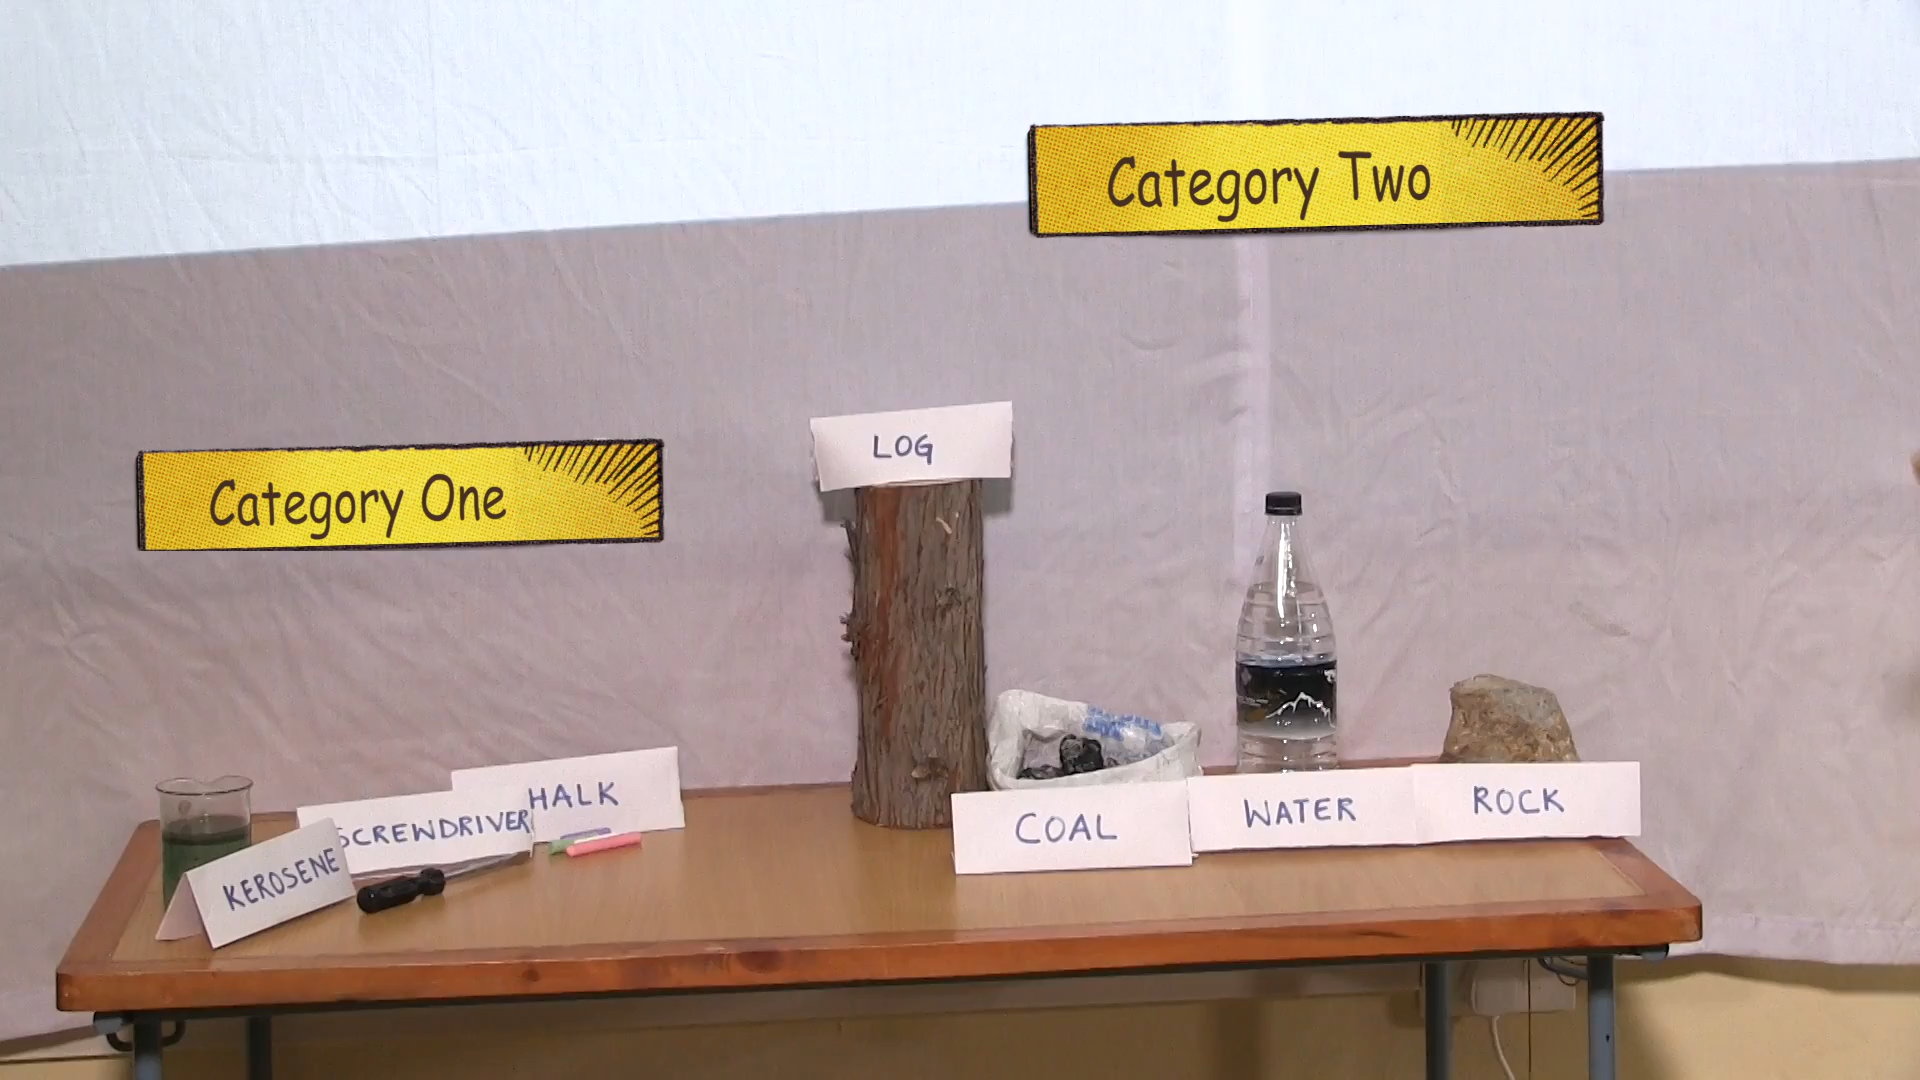 Category Two
Category One
LOG
HALK
SCREWDRIVER
KEROSENE
COAL
WATER
ROCK